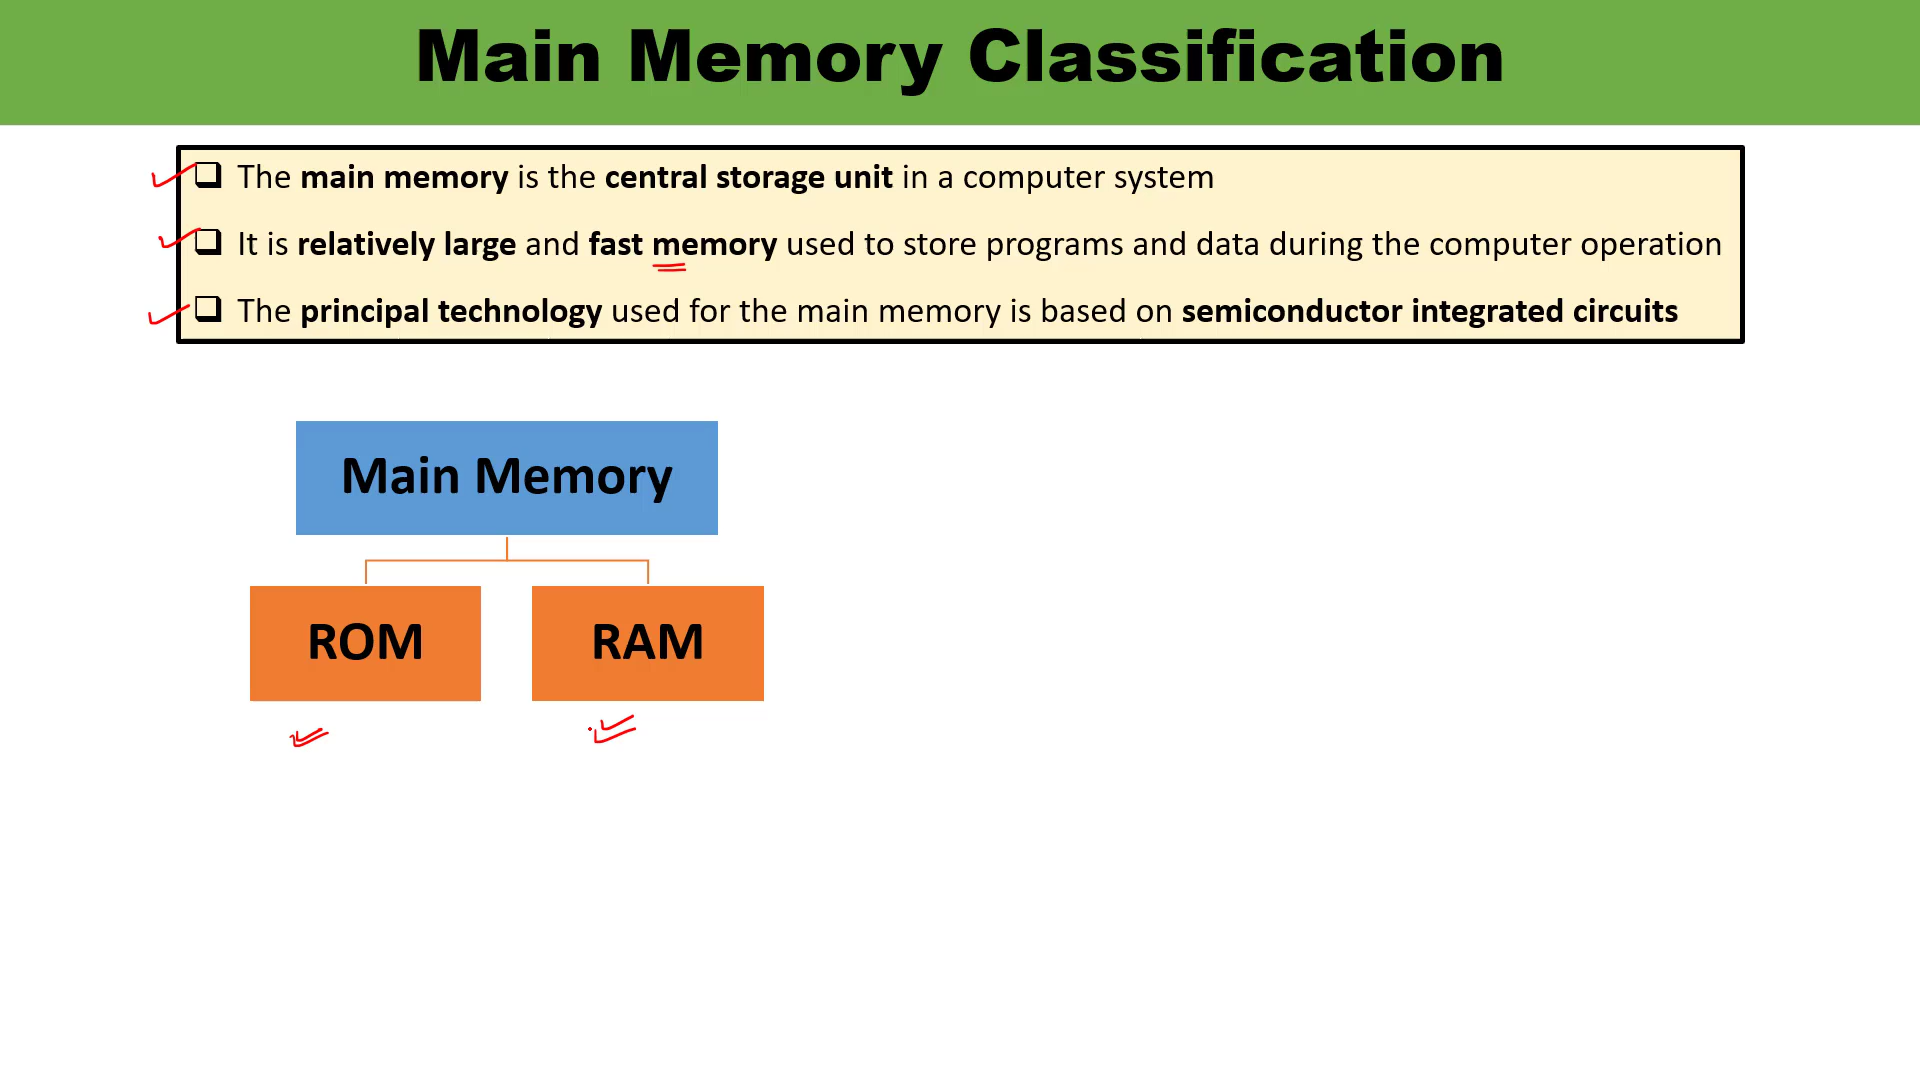 Main Memory Classification
The main memory is the central storage unit in a computer system
It is relatively large and fast memory used to store programs and data during the computer operation
The principal technology used for the main memory is based on semiconductor integrated circuits
Main Memory
ROM RAM